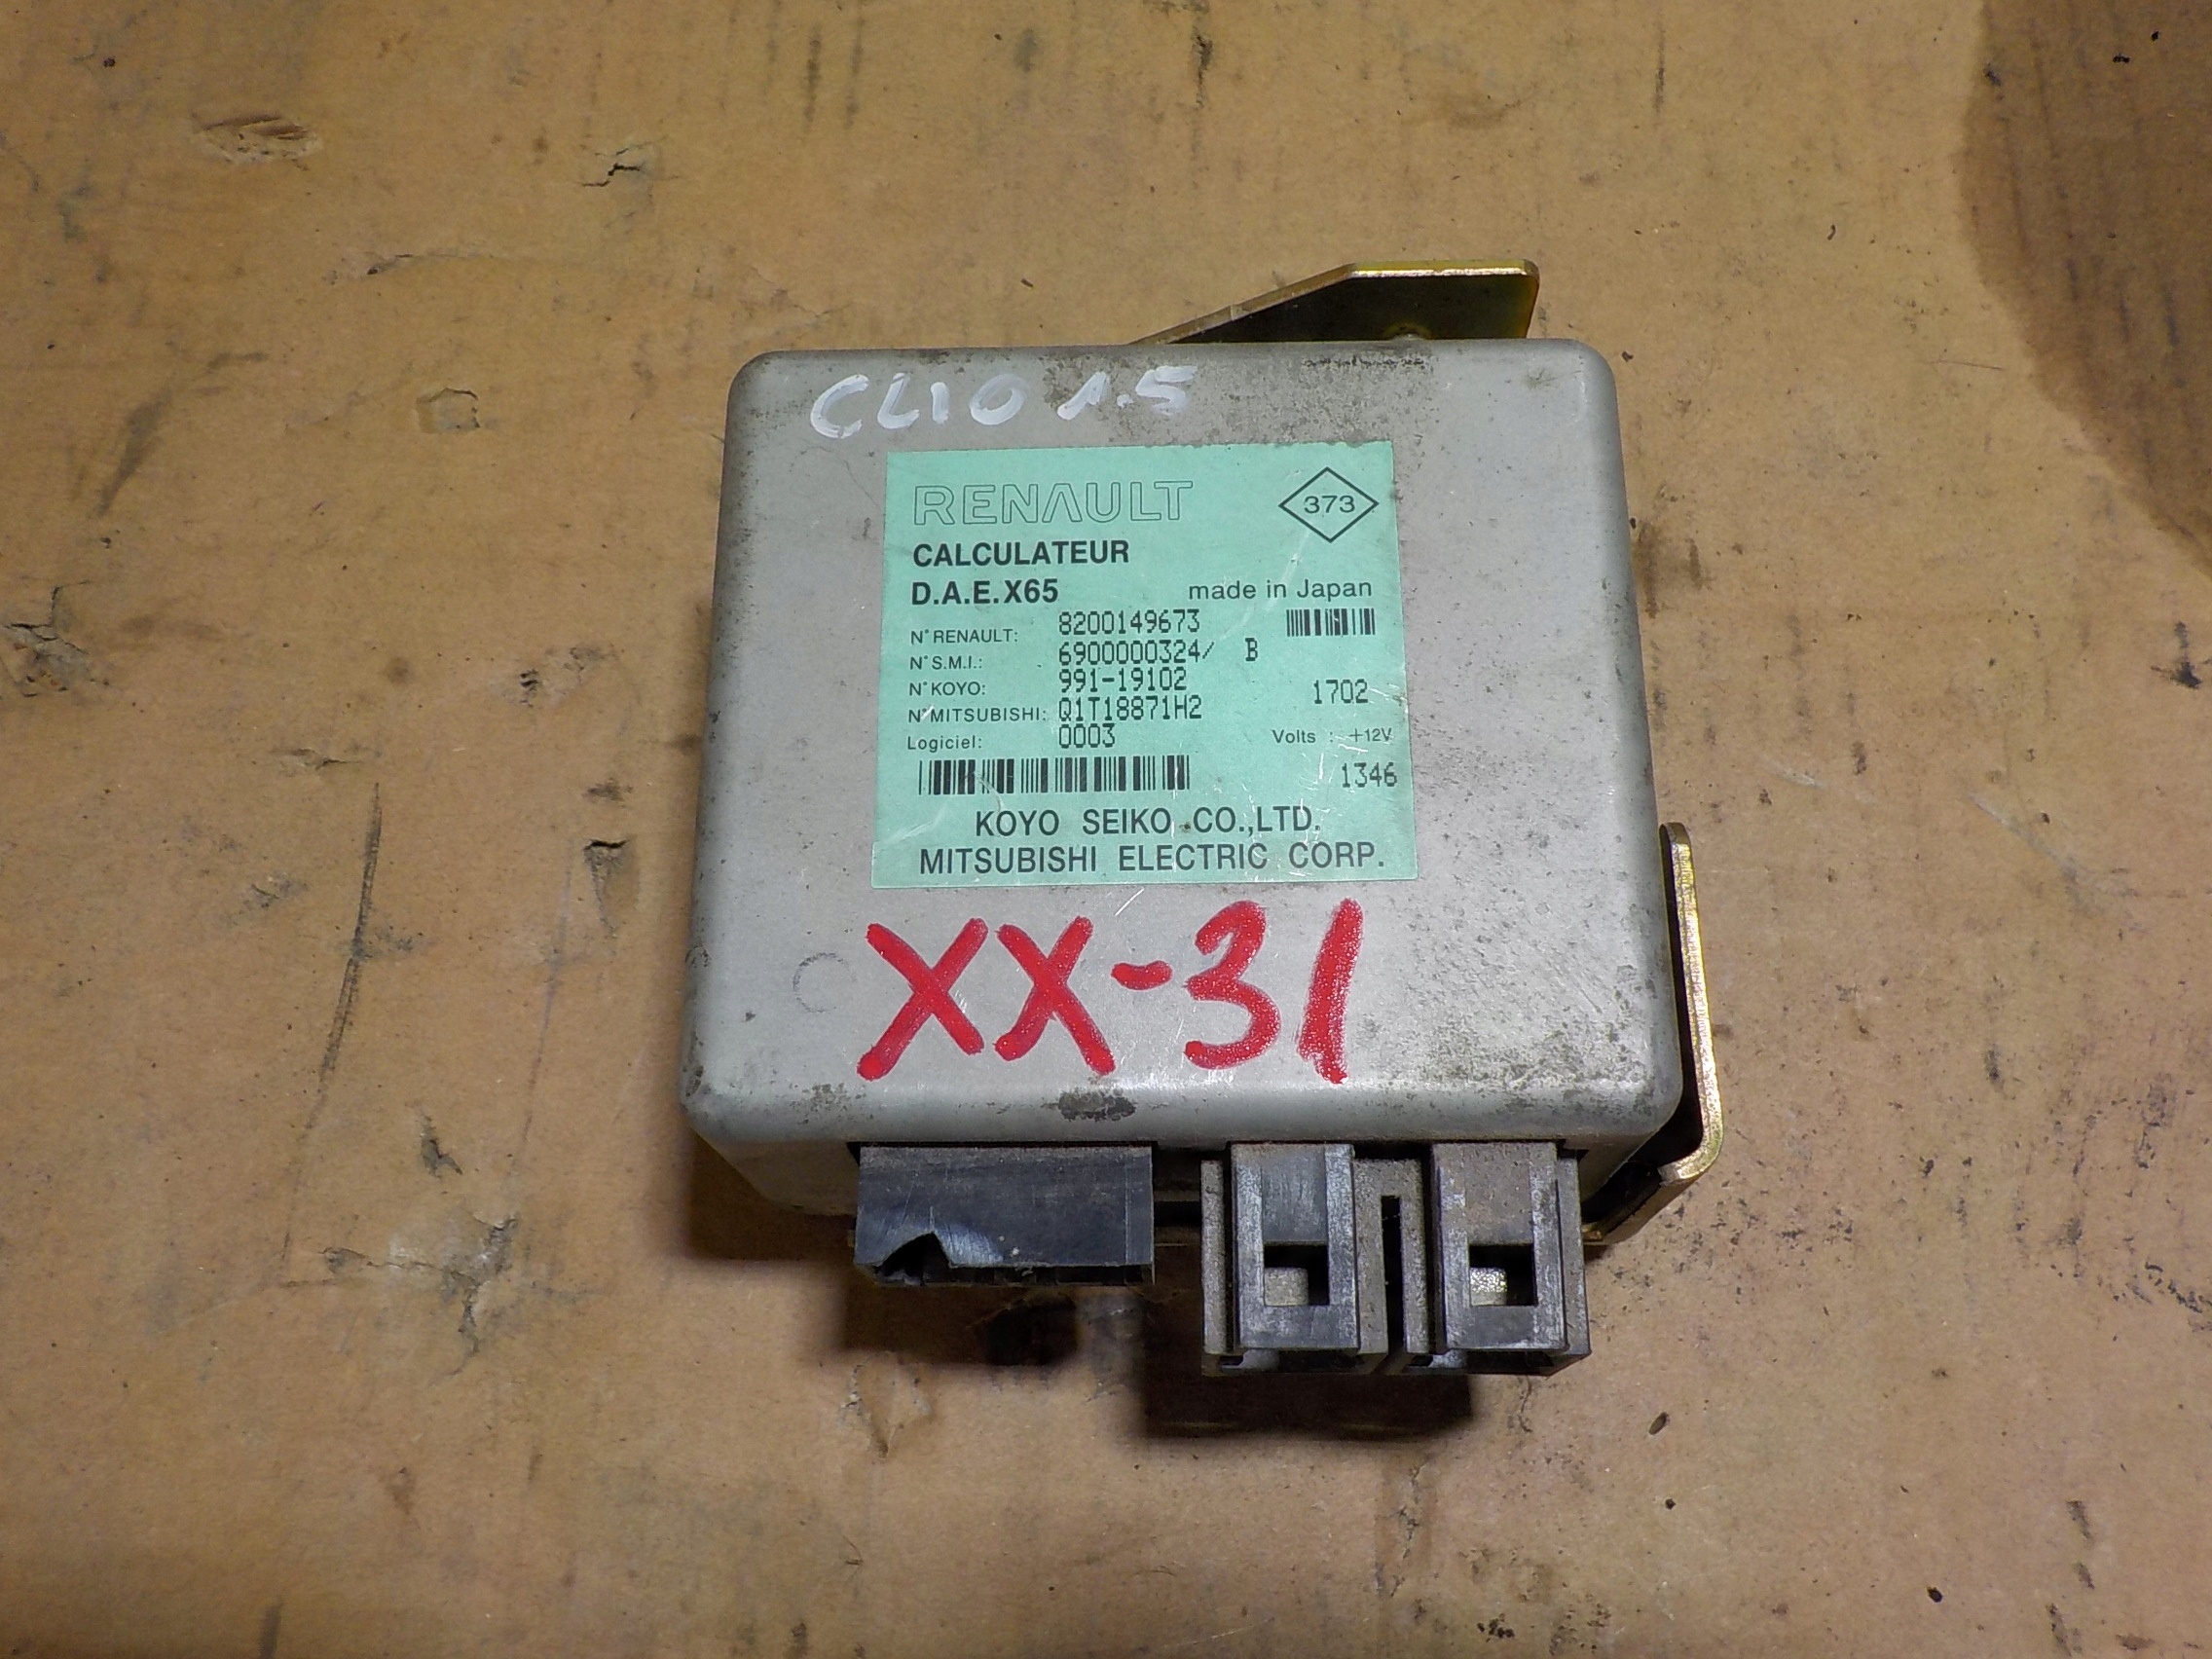 CLIO 1.5
RENAULT 373
CALCULATEUR
D.A.E.X65 made in Japan
N° RENAULT: 8200149673
N° S.M.I.: 6900000324/ B
N° KOYO: 991-19102 1702
N° MITSUBISHI: Q1T18871H2
Logiciel: 0003 Volts : +12V
1346
KOYO SEIKO CO.,LTD.
MITSUBISHI ELECTRIC CORP.
XX-31